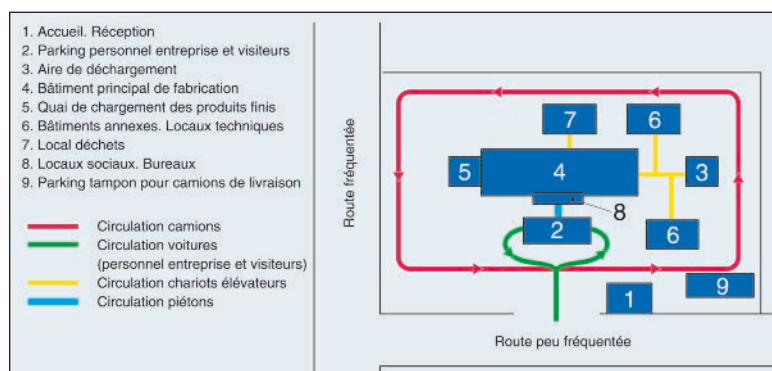 1. Accueil. Réception
2. Parking personnel entreprise et visiteurs
3. Aire de déchargement
4. Bâtiment principal de fabrication
5. Quai de chargement des produits finis
6. Bâtiments annexes. Locaux techniques
7. Local déchets
8. Locaux sociaux. Bureaux
9. Parking tampon pour camions de livraison
Circulation camions
Circulation voitures
(personnel entreprise et visiteurs)
Circulation chariots élévateurs
Circulation piétons
Route fréquentée
7
6
5
4
3
8
2
6
1
9
Route peu fréquentée